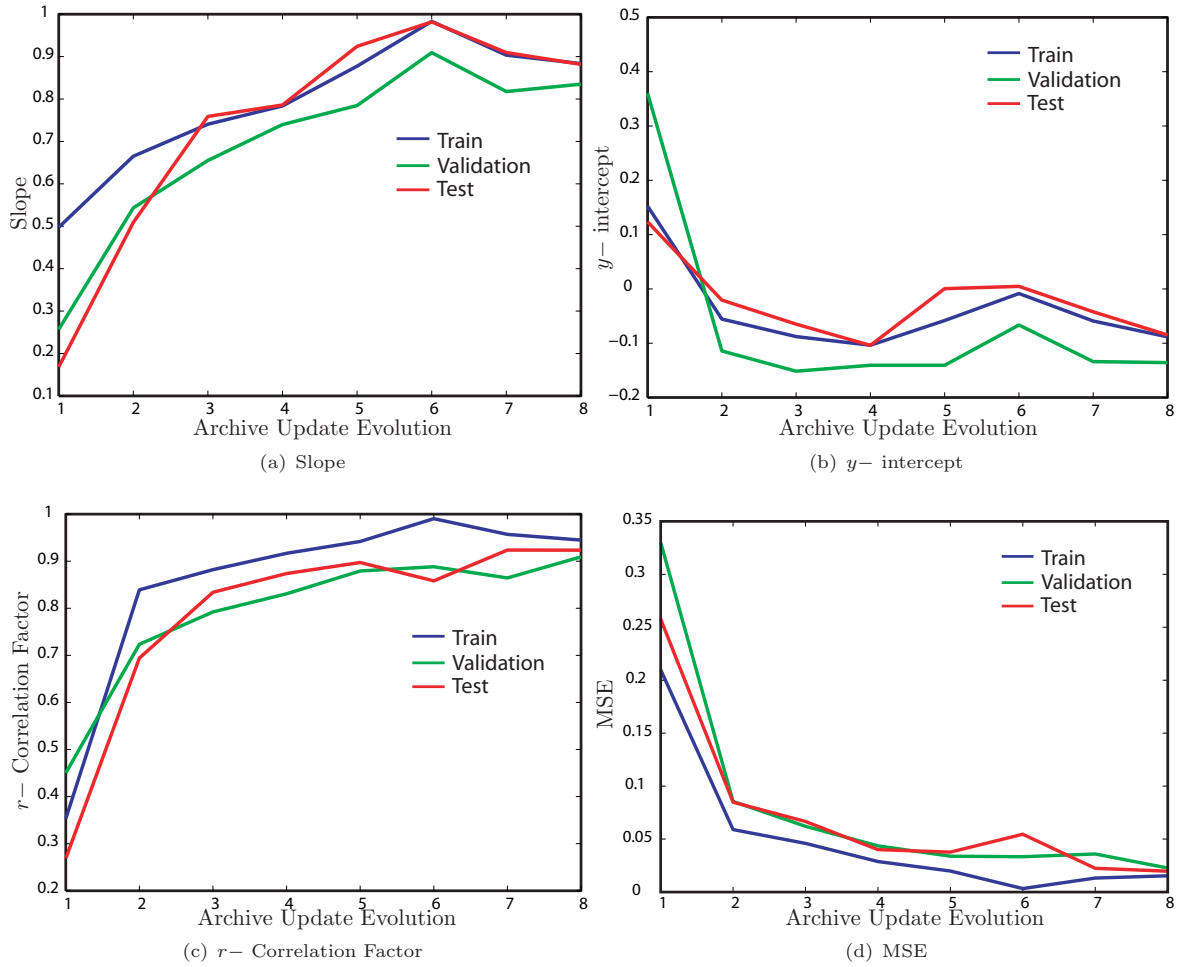 1
0.9
0.8
0.7
0.6
0.5
0.4
0.3
0.2
0.1
Slope
Train
Validation
Test
1 2 3 4 5 6 7 8
Archive Update Evolution
(a) Slope
0.5
0.4
0.3
0.2
0.1
0
−0.1
−0.2
y− intercept
Train
Validation
Test
1 2 3 4 5 6 7 8
Archive Update Evolution
(b) y− intercept
1
0.9
0.8
0.7
0.6
0.5
0.4
0.3
0.2
r− Correlation Factor
Train
Validation
Test
1 2 3 4 5 6 7 8
Archive Update Evolution
(c) r− Correlation Factor
0.35
0.3
0.25
0.2
0.15
0.1
0.05
0
MSE
Train
Validation
Test
1 2 3 4 5 6 7 8
Archive Update Evolution
(d) MSE